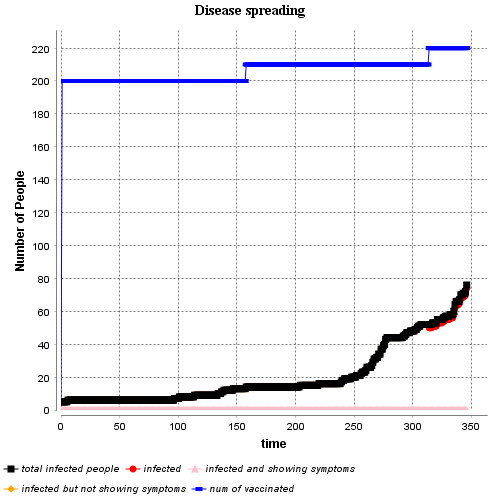 Disease spreading
Number of People
220
200
180
160
140
120
100
80
60
40
20
0
0 50 100 150 200 250 300 350
time
total infected people infected infected and showing symptoms
infected but not showing symptoms num of vaccinated